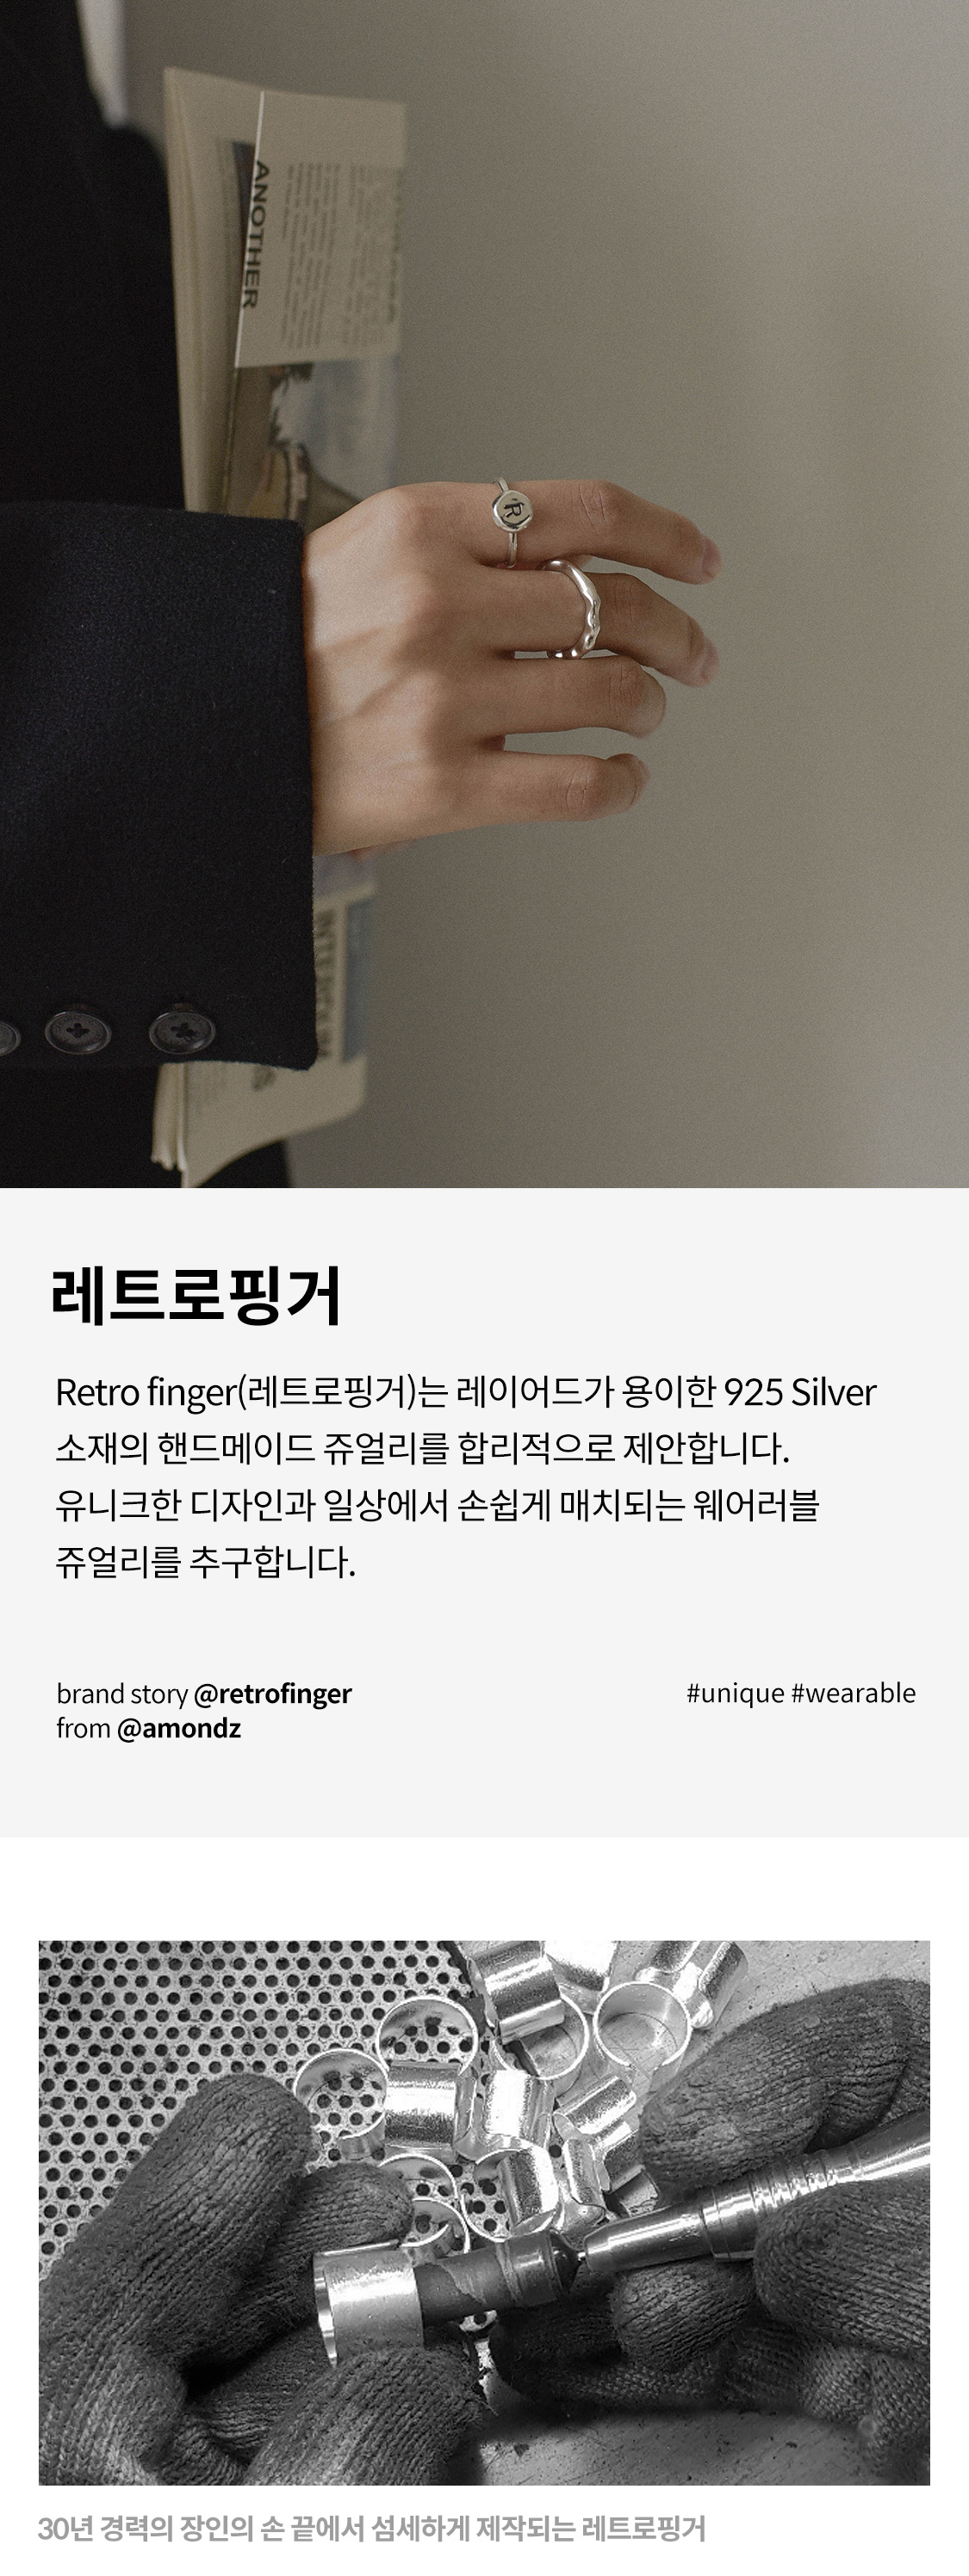 ANOTHER
R
레트로핑거
Retro finger(레트로핑거)는 레이어드가 용이한 925 Silver
소재의 핸드메이드 쥬얼리를 합리적으로 제안합니다.
유니크한 디자인과 일상에서 손쉽게 매치되는 웨어러블
쥬얼리를 추구합니다.
brand story @retrofinger
from @amondz
#unique #wearable
30년 경력의 장인의 손 끝에서 섬세하게 제작되는 레트로핑거